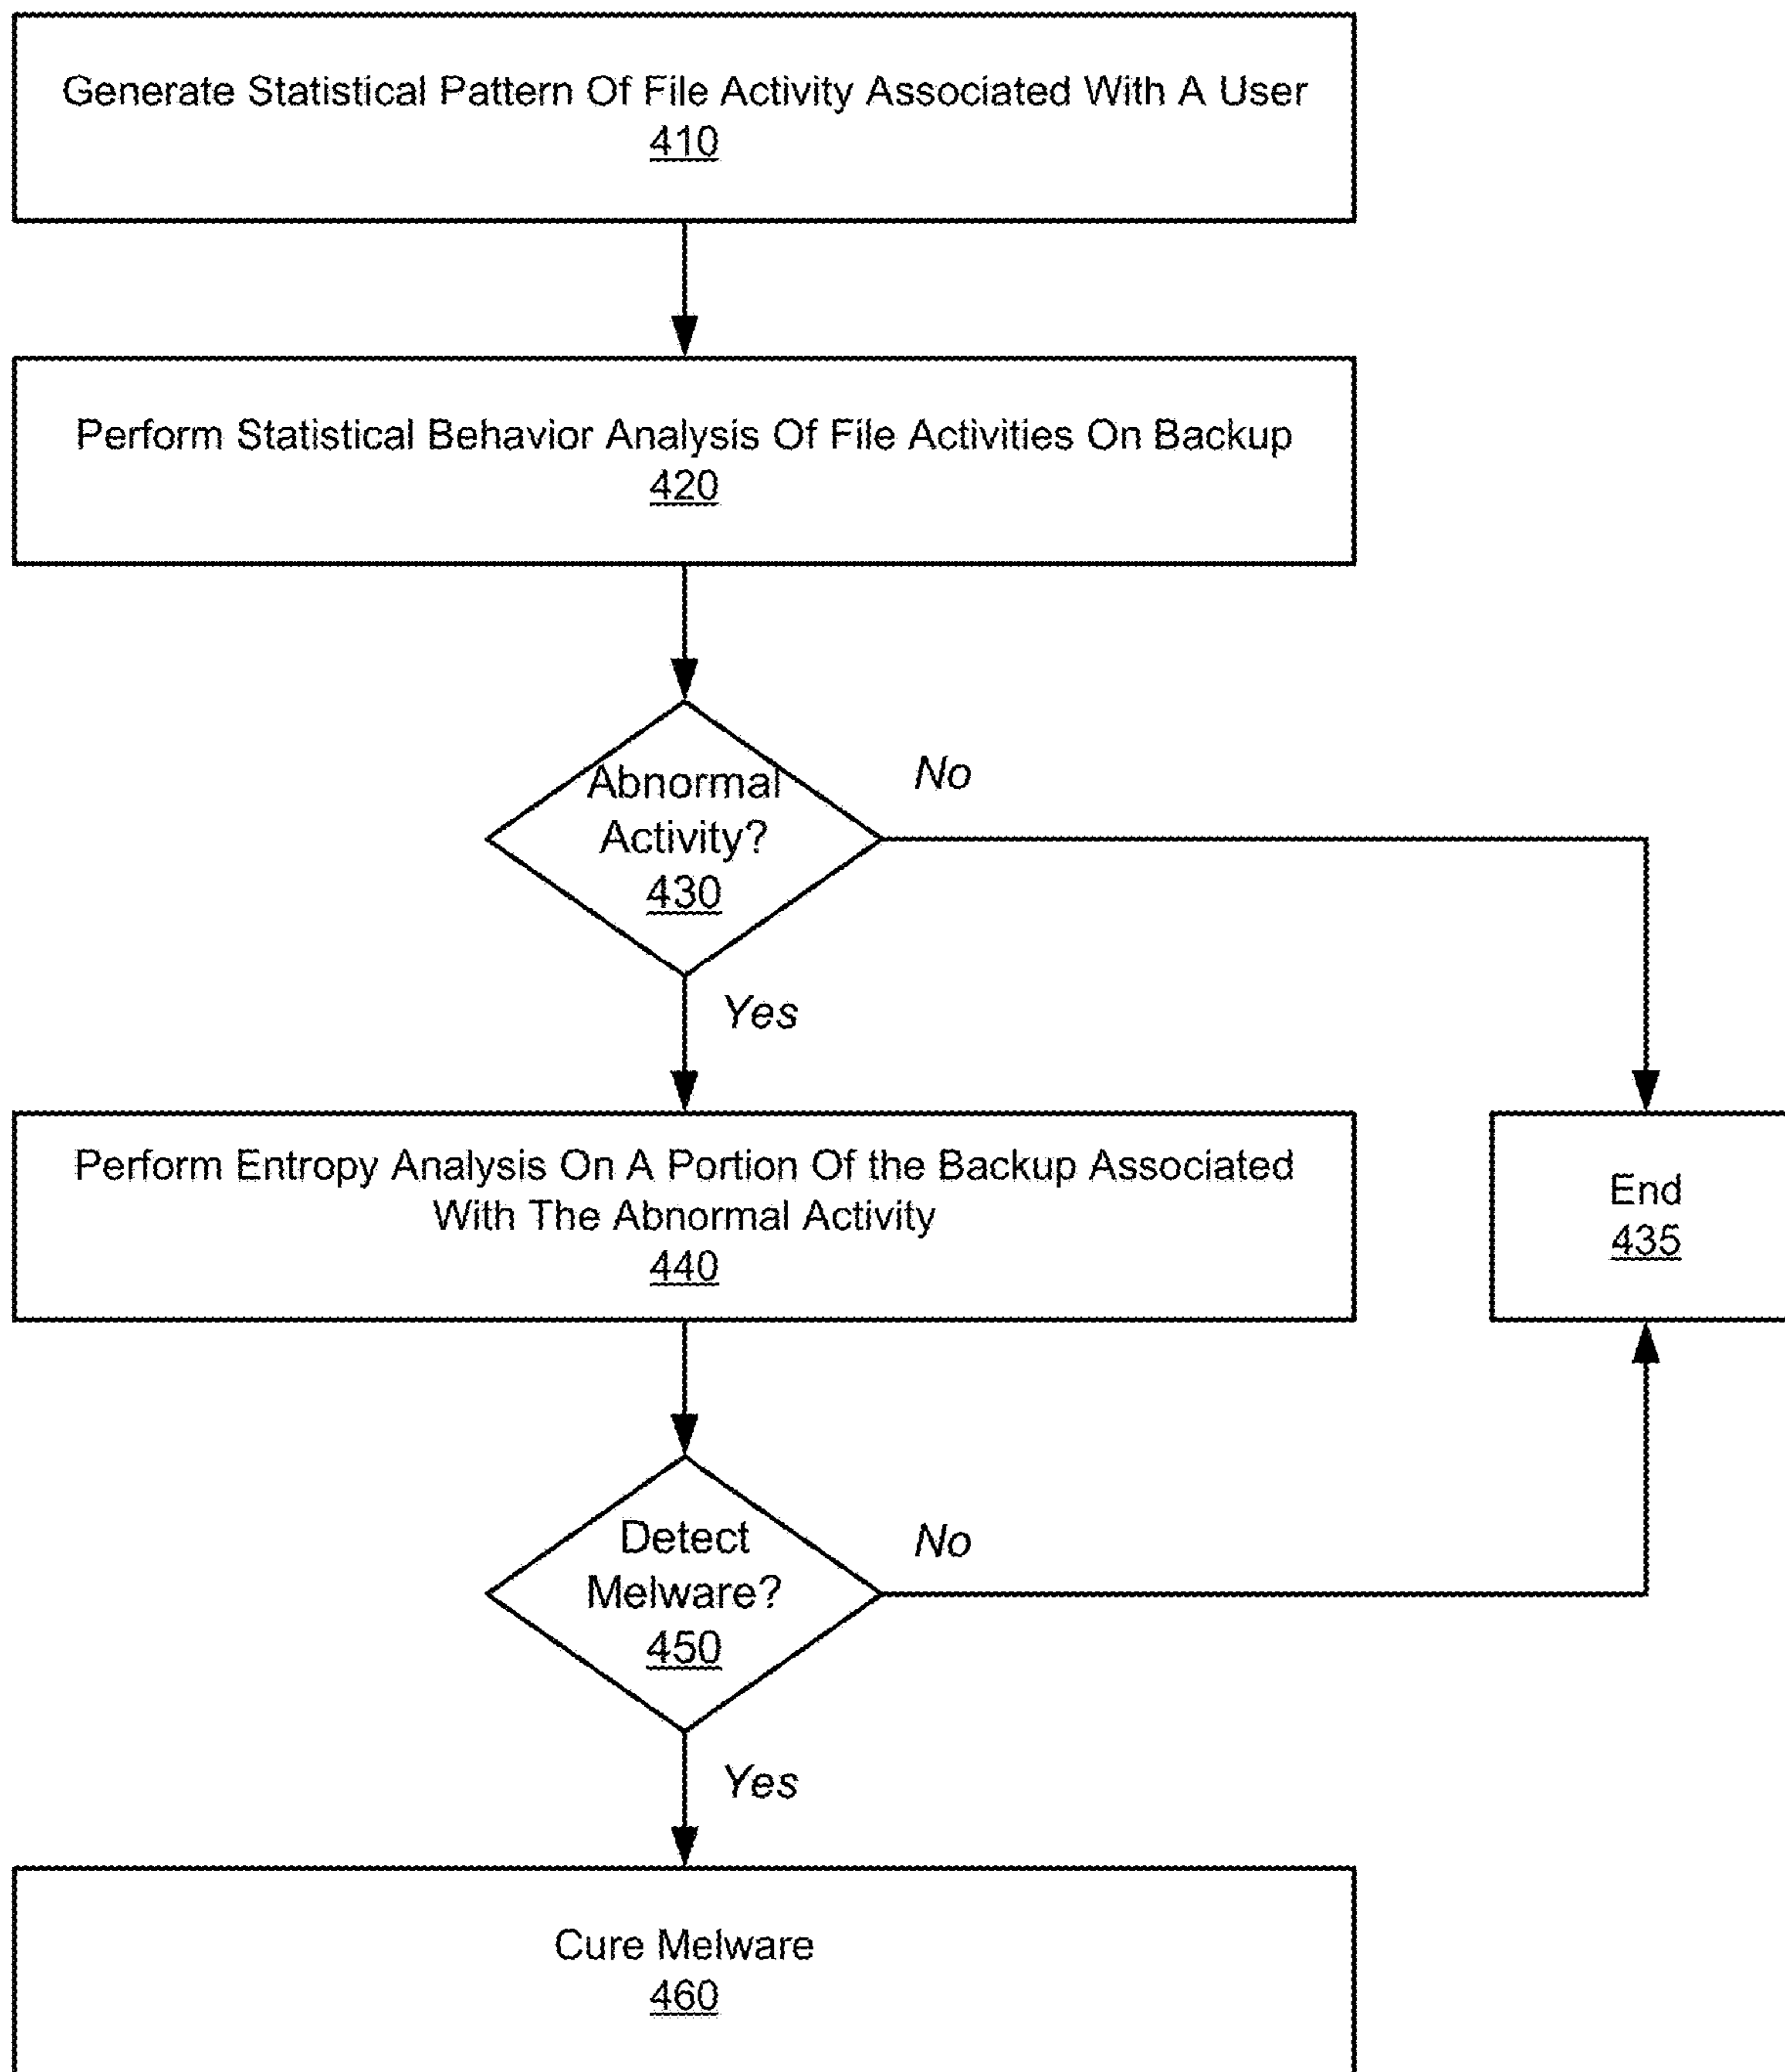 Generate Statistical Pattern Of File Activity Associated With A User
410
Perform Statistical Behavior Analysis Of File Activities On Backup
420
Abnormal
Activity?
430
No
Yes
Perform Entropy Analysis On A Portion Of the Backup Associated
With The Abnormal Activity
440
End
435
Detect
Melware?
450
No
Yes
Cure Melware
460